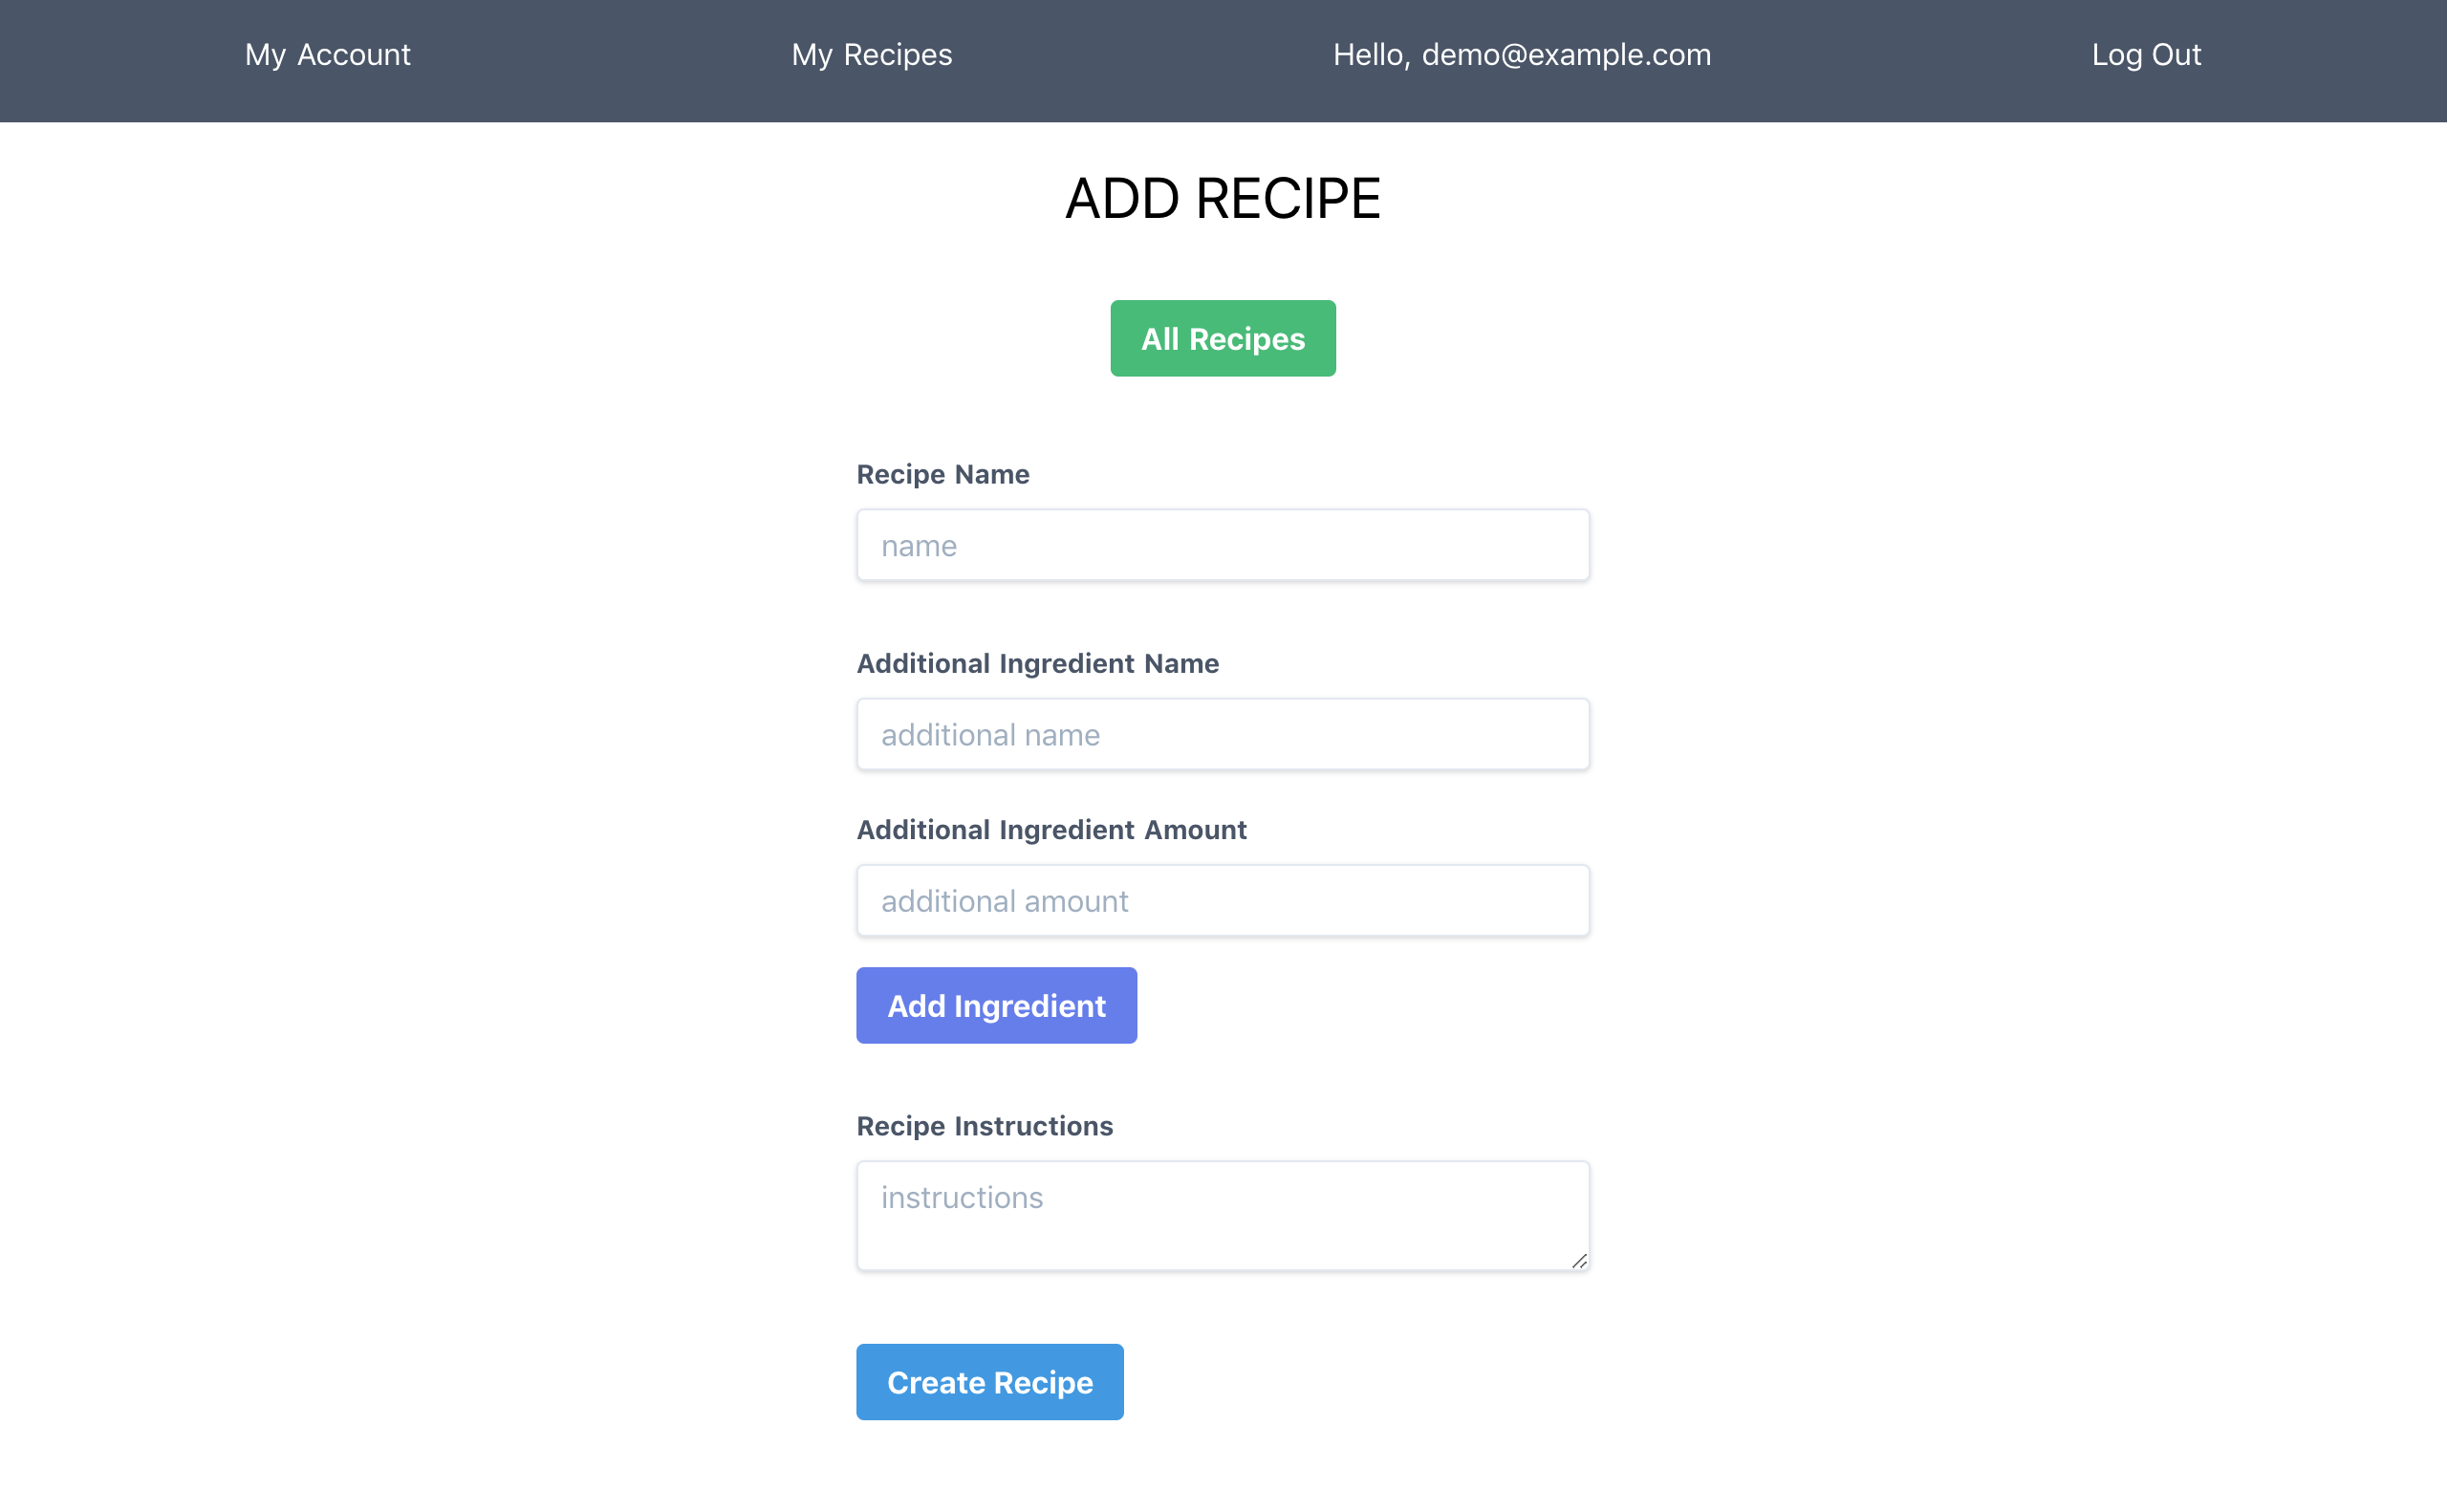 My Account My Recipes Hello, demo@example.com Log Out
ADD RECIPE
All Recipes
Recipe Name
name
Additional Ingredient Name
additional name
Additional Ingredient Amount
additional amount
Add Ingredient
Recipe Instructions
instructions
Create Recipe